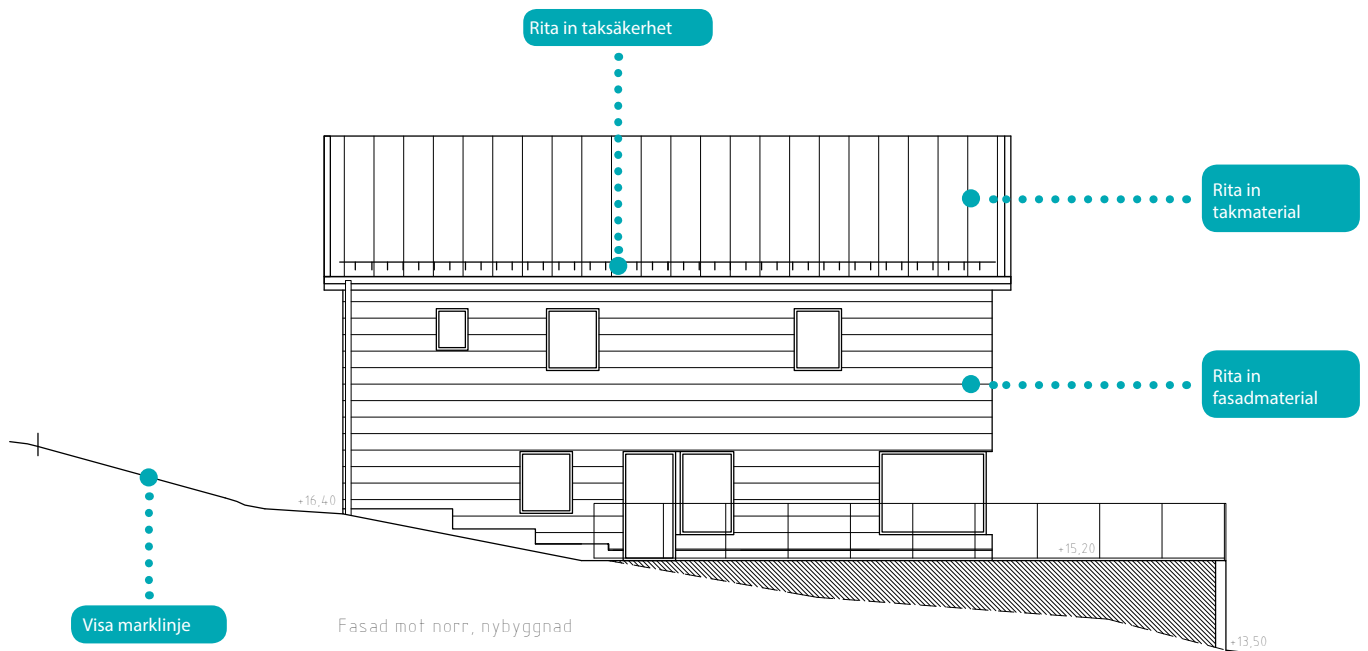 Rita in taksäkerhet
Rita in
takmaterial
Rita in
fasadmaterial
+16,40
+15,20
Visa marklinje
Fasad mot norr, nybyggnad
+13,50